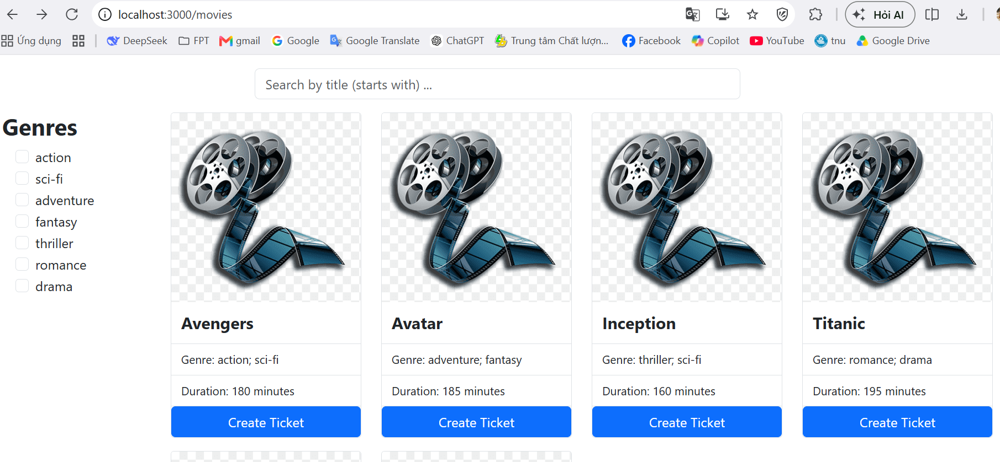 localhost:3000/movies
Hỏi AI
Ứng dụng
DeepSeek
FPT
gmail
Google
Google Translate
ChatGPT
Trung tâm Chất lượn...
Facebook
Copilot
YouTube
tnu
Google Drive
Search by title (starts with) ...
Genres
action
sci-fi
adventure
fantasy
thriller
romance
drama
Avengers
Genre: action; sci-fi
Duration: 180 minutes
Create Ticket
Avatar
Genre: adventure; fantasy
Duration: 185 minutes
Create Ticket
Inception
Genre: thriller; sci-fi
Duration: 160 minutes
Create Ticket
Titanic
Genre: romance; drama
Duration: 195 minutes
Create Ticket